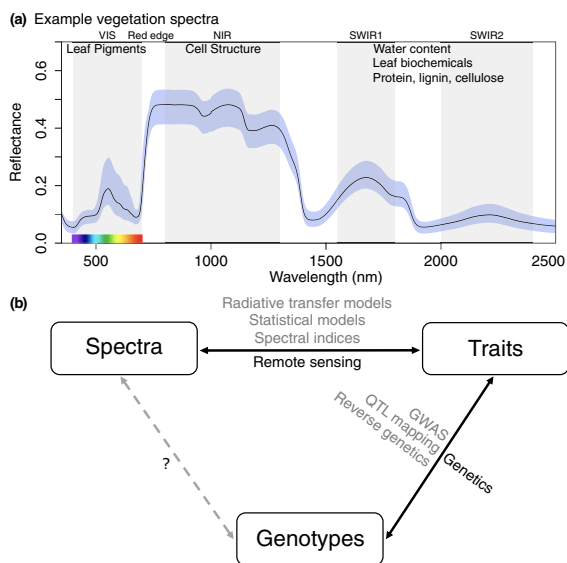 (a) Example vegetation spectra
VIS Red edge NIR SWIR1 SWIR2
Leaf Pigments Cell Structure Water content
Leaf biochemicals
Protein, lignin, cellulose
Reflectance
0.6
0.4
0.2
0.0
500 1000 1500 2000 2500
Wavelength (nm)
(b)
Radiative transfer models
Statistical models
Spectral indices
Spectra
Remote sensing
Traits
GWAS
QTL mapping
Reverse genetics
Genetics
?
Genotypes